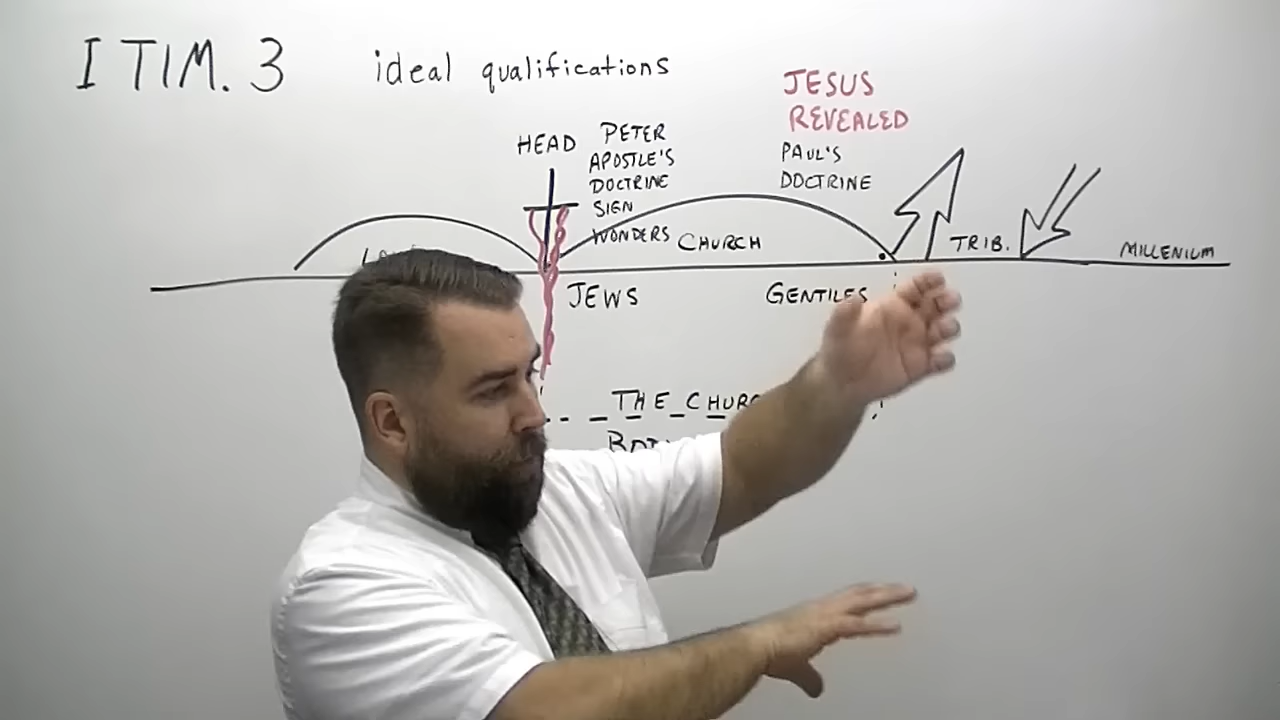 I TIM. 3 ideal qualifications
JESUS
REVEALED
HEAD
PETER
APOSTLE'S
DOCTRINE
SIGN
WONDERS
PAUL'S
DOCTRINE
CHURCH
TRIB.
MILLENIUM
JEWS
GENTILES
THE